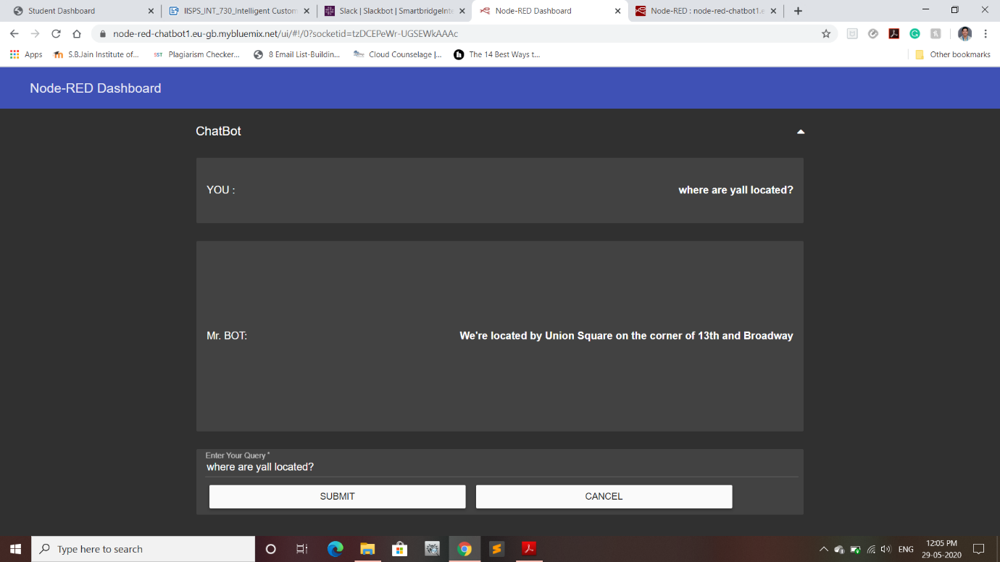 Student Dashboard
IISPS_INT_730_Intelligent Custom
Slack | Slackbot | SmartbridgeInte
Node-RED Dashboard
Node-RED : node-red-chatbot1.e
node-red-chatbot1.eu-gb.mybluemix.net/ui/#!/0?socketid=tzDCEPeWr-UGSEWkAAAc
Apps
S.B.Jain Institute of...
SST
Plagiarism Checker...
8 Email List-Buildin...
Cloud Counselage |...
The 14 Best Ways t...
Other bookmarks
Node-RED Dashboard
ChatBot
YOU :
where are yall located?
Mr. BOT:
We're located by Union Square on the corner of 13th and Broadway
Enter Your Query *
where are yall located?
SUBMIT
CANCEL
Type here to search
ENG
12:05 PM
29-05-2020